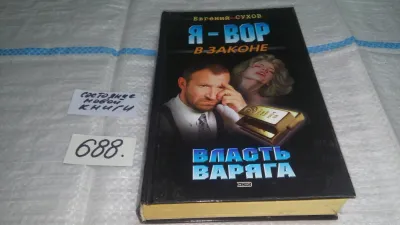 Евгений СУХОВ
Я - ВОР
В ЗАКОНЕ
состояние
новой
книги
688.
ВЛАСТЬ
ВАРЯГА